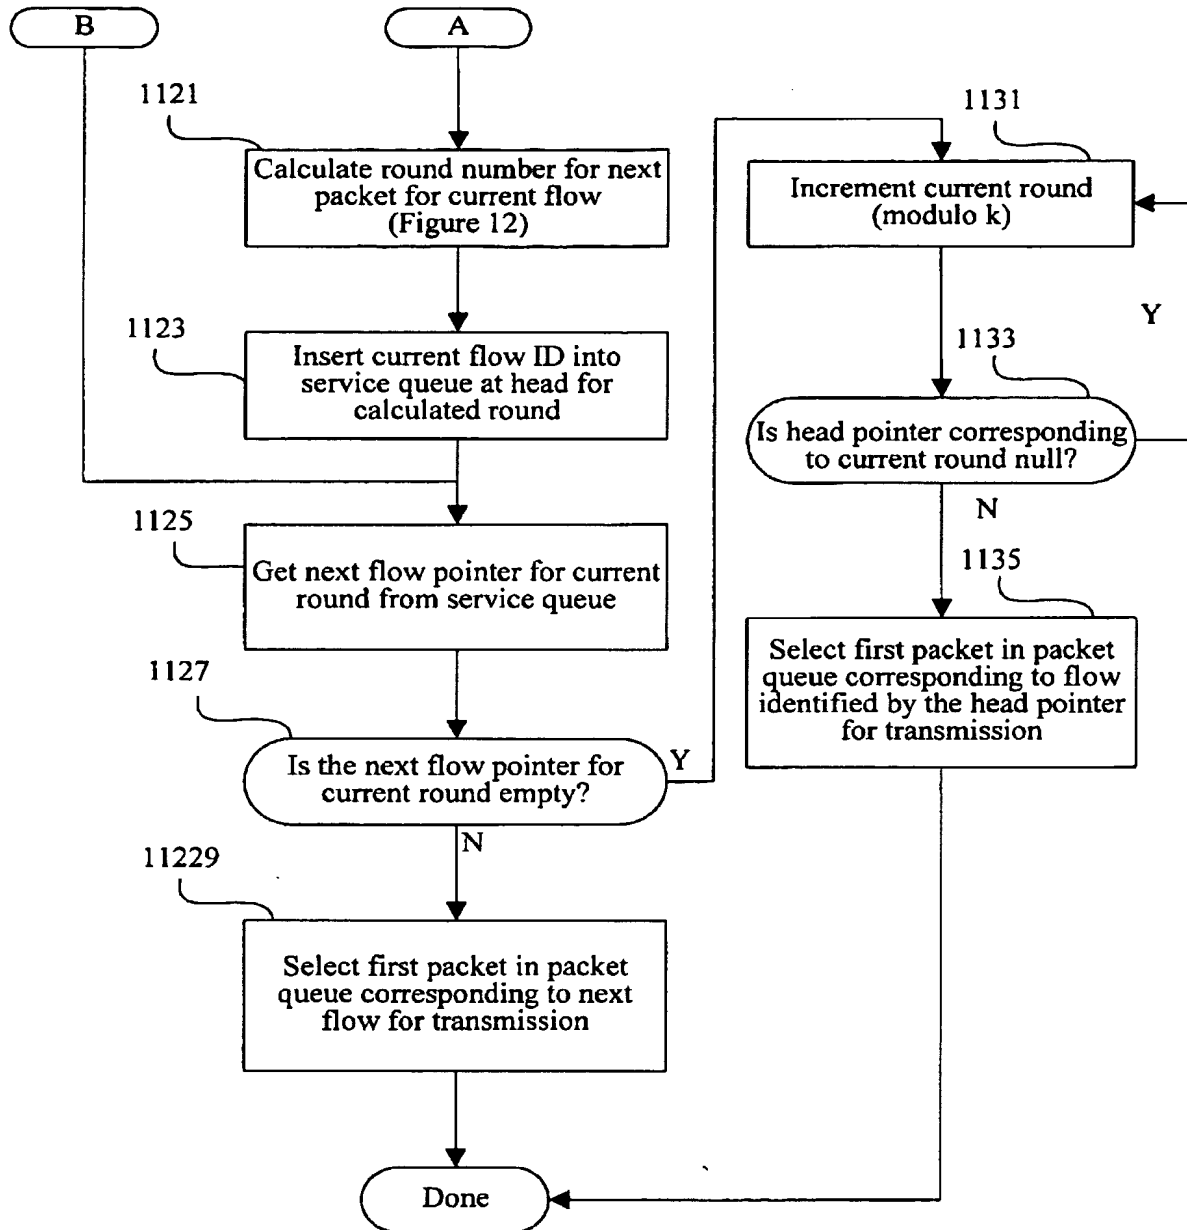 B
A
1121
Calculate round number for next
packet for current flow
(Figure 12)
1123
Insert current flow ID into
service queue at head for
calculated round
1125
Get next flow pointer for current
round from service queue
1127
Is the next flow pointer for
current round empty?
Y
N
11229
Select first packet in packet
queue corresponding to next
flow for transmission
Done
1131
Increment current round
(modulo k)
Y
1133
Is head pointer corresponding
to current round null?
N
1135
Select first packet in packet
queue corresponding to flow
identified by the head pointer
for transmission